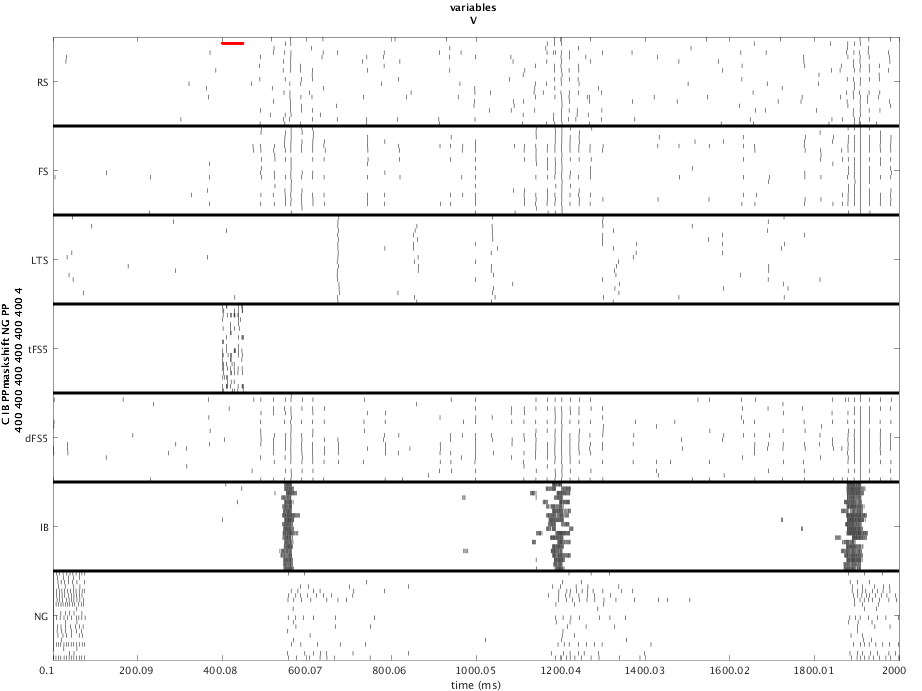 variables
V
C IB PPmaskshift NG PP
400 400 400 400 400 400 4
RS
FS
LTS
tFS5
dFS5
IB
NG
0.1 200.09 400.08 600.07 800.06 1000.05 1200.04 1400.03 1600.02 1800.01 2000
time (ms)